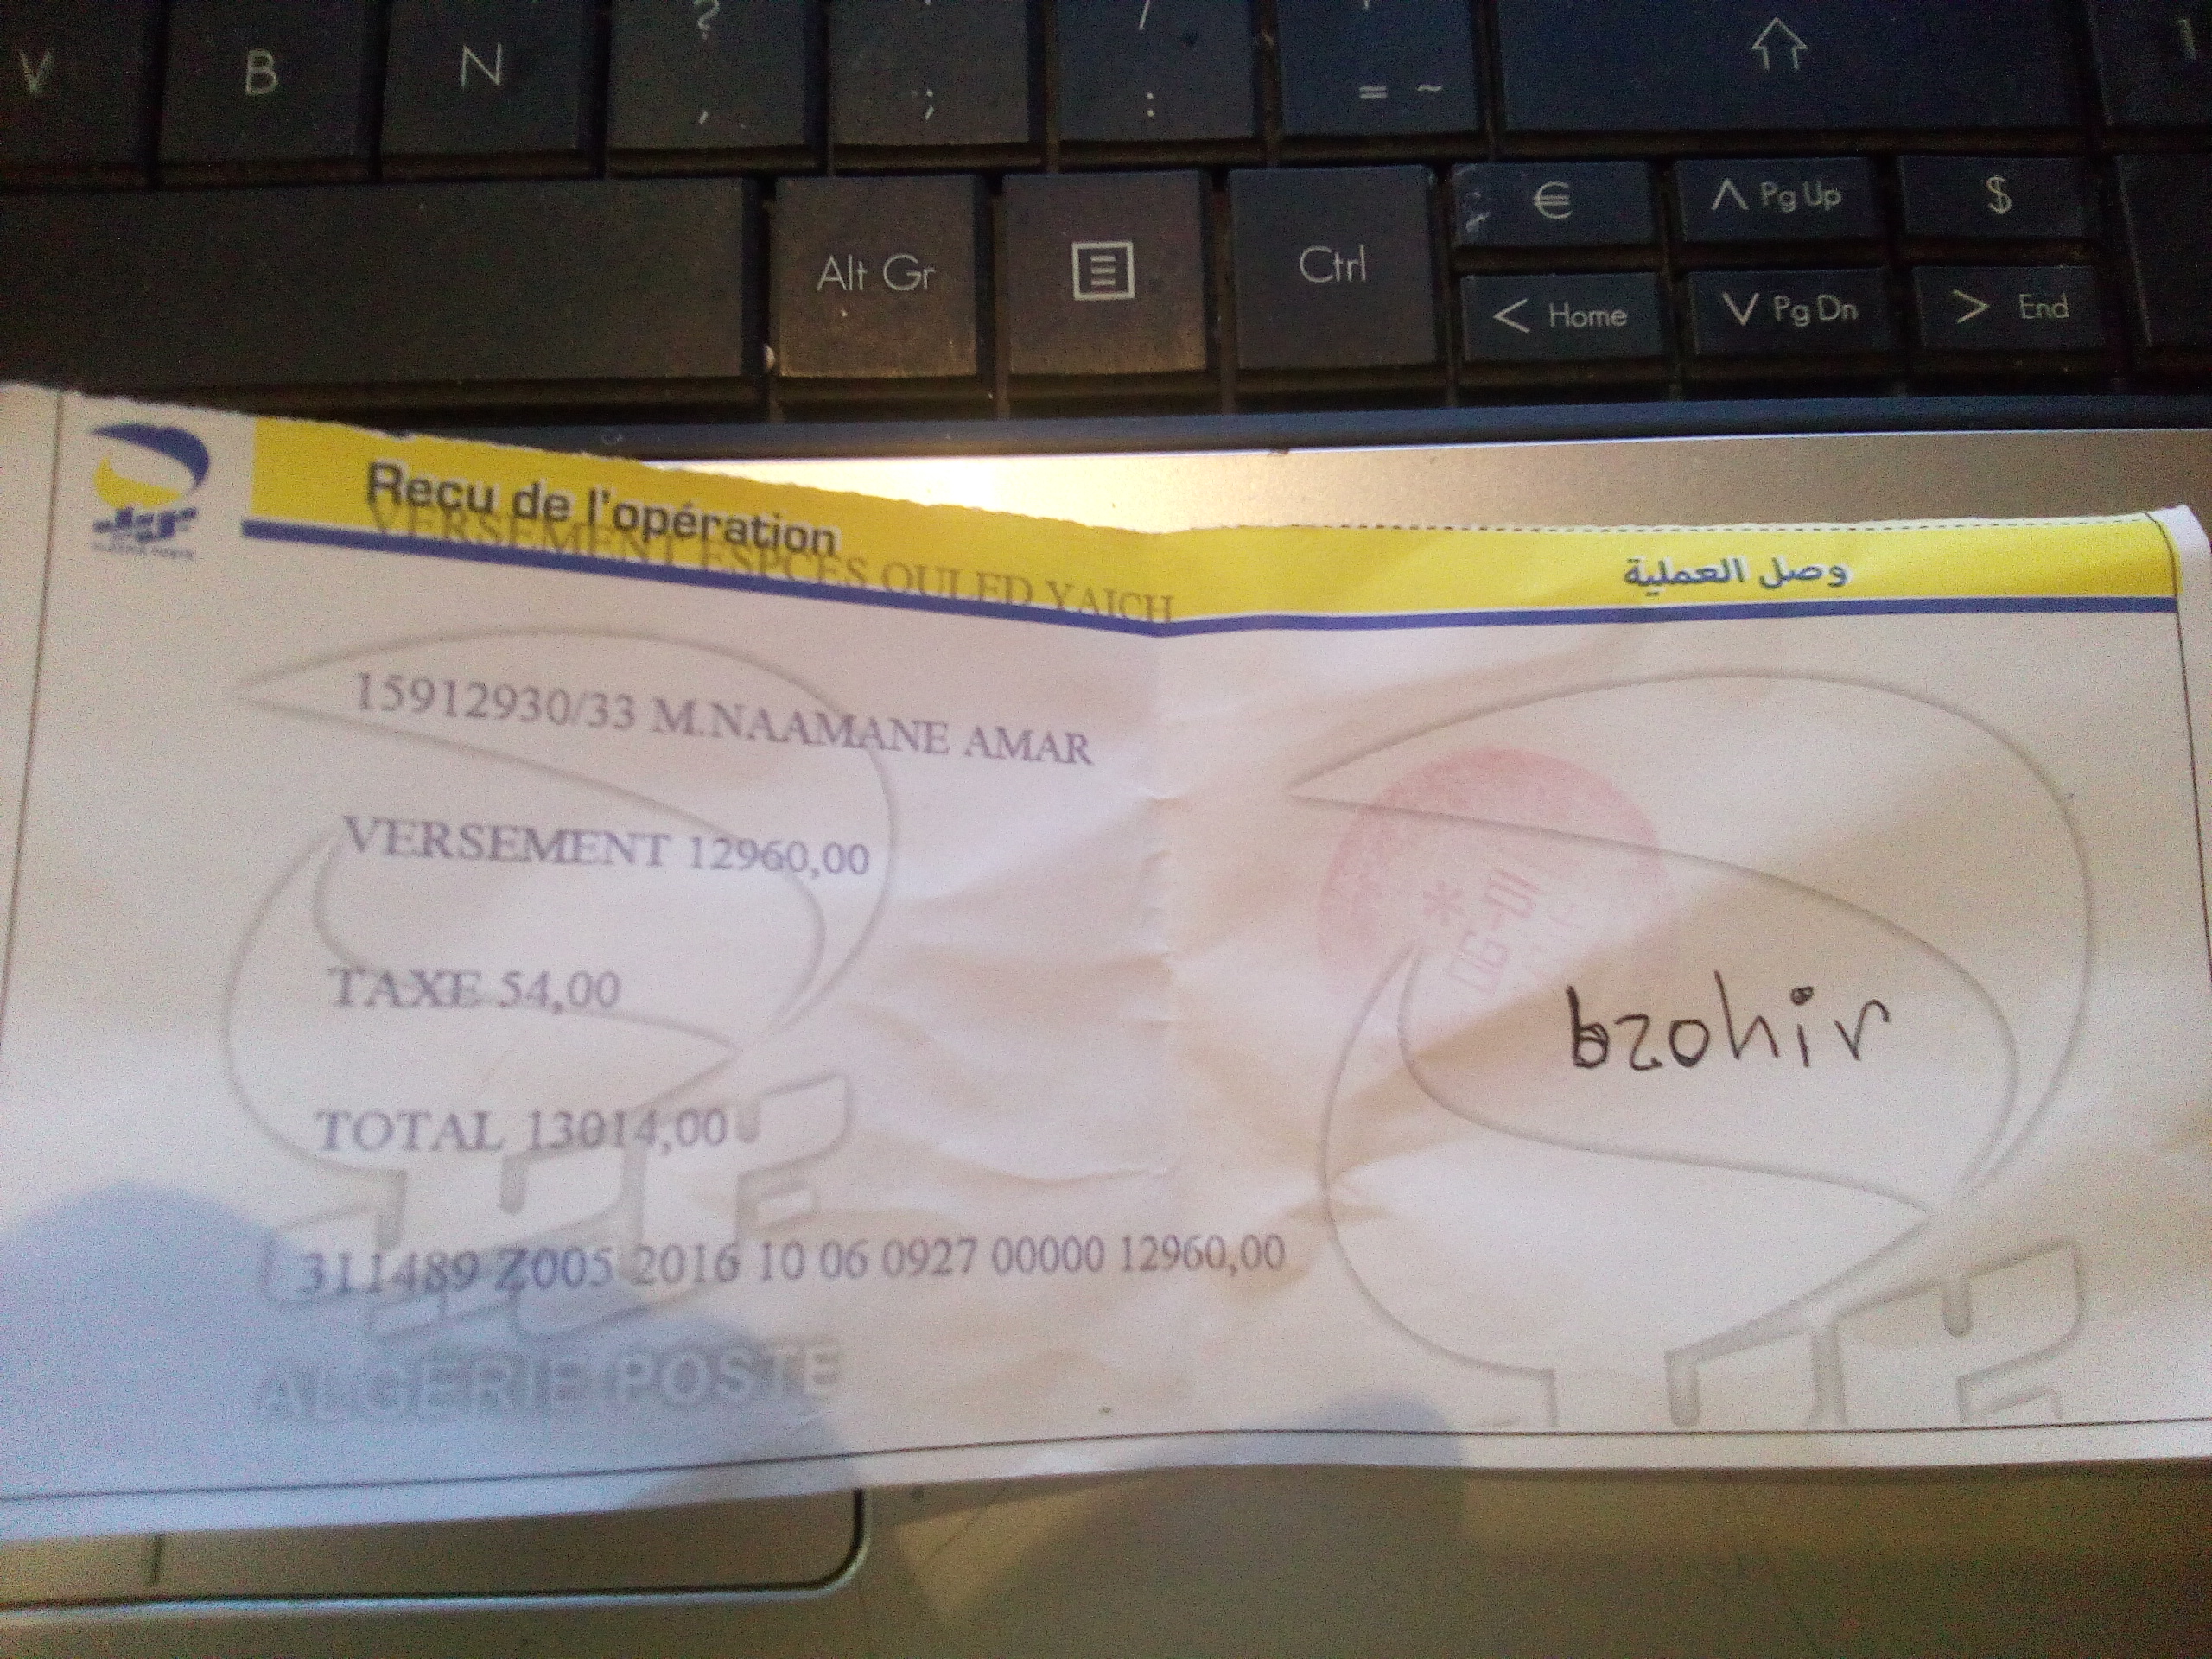 V B N ? , . ; / : = ~ 1
Alt Gr Ctrl € Pg Up $
Home Pg Dn End
Reçu de l'opération
وصل العملية
VERSEMENT ESPCES OULED YAICH
15912930/33 M.NAAMANE AMAR
VERSEMENT 12960,00
TAXE 54,00
TOTAL 13014,00
bzohir
311489 Z005 2016 10 06 0927 00000 12960,00
ALGÉRIE POSTE